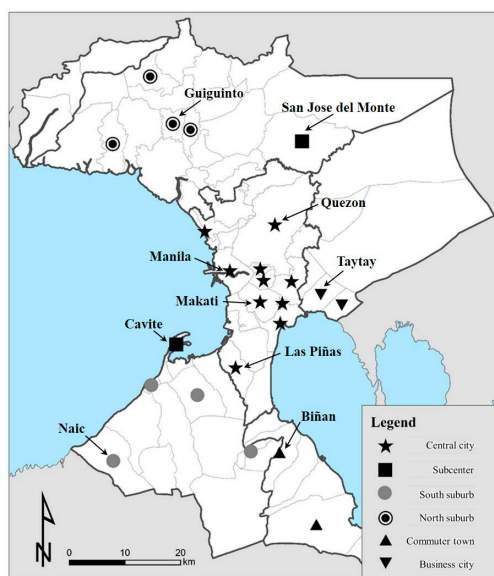 Guiguinto
San Jose del Monte
Quezon
Manila
Taytay
Makati
Cavite
Las Piñas
Naic
Biñan
Legend
Central city
Subcenter
South suburb
North suburb
Commuter town
Business city
N
0 10 20
km